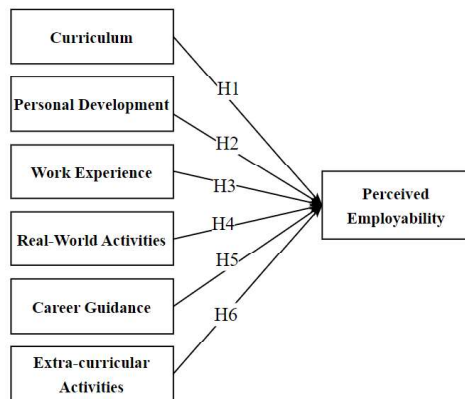 Curriculum
H1
Personal Development
H2
Work Experience
H3
Perceived
Employability
Real-World Activities
H4
Career Guidance
H5
H6
Extra-curricular
Activities